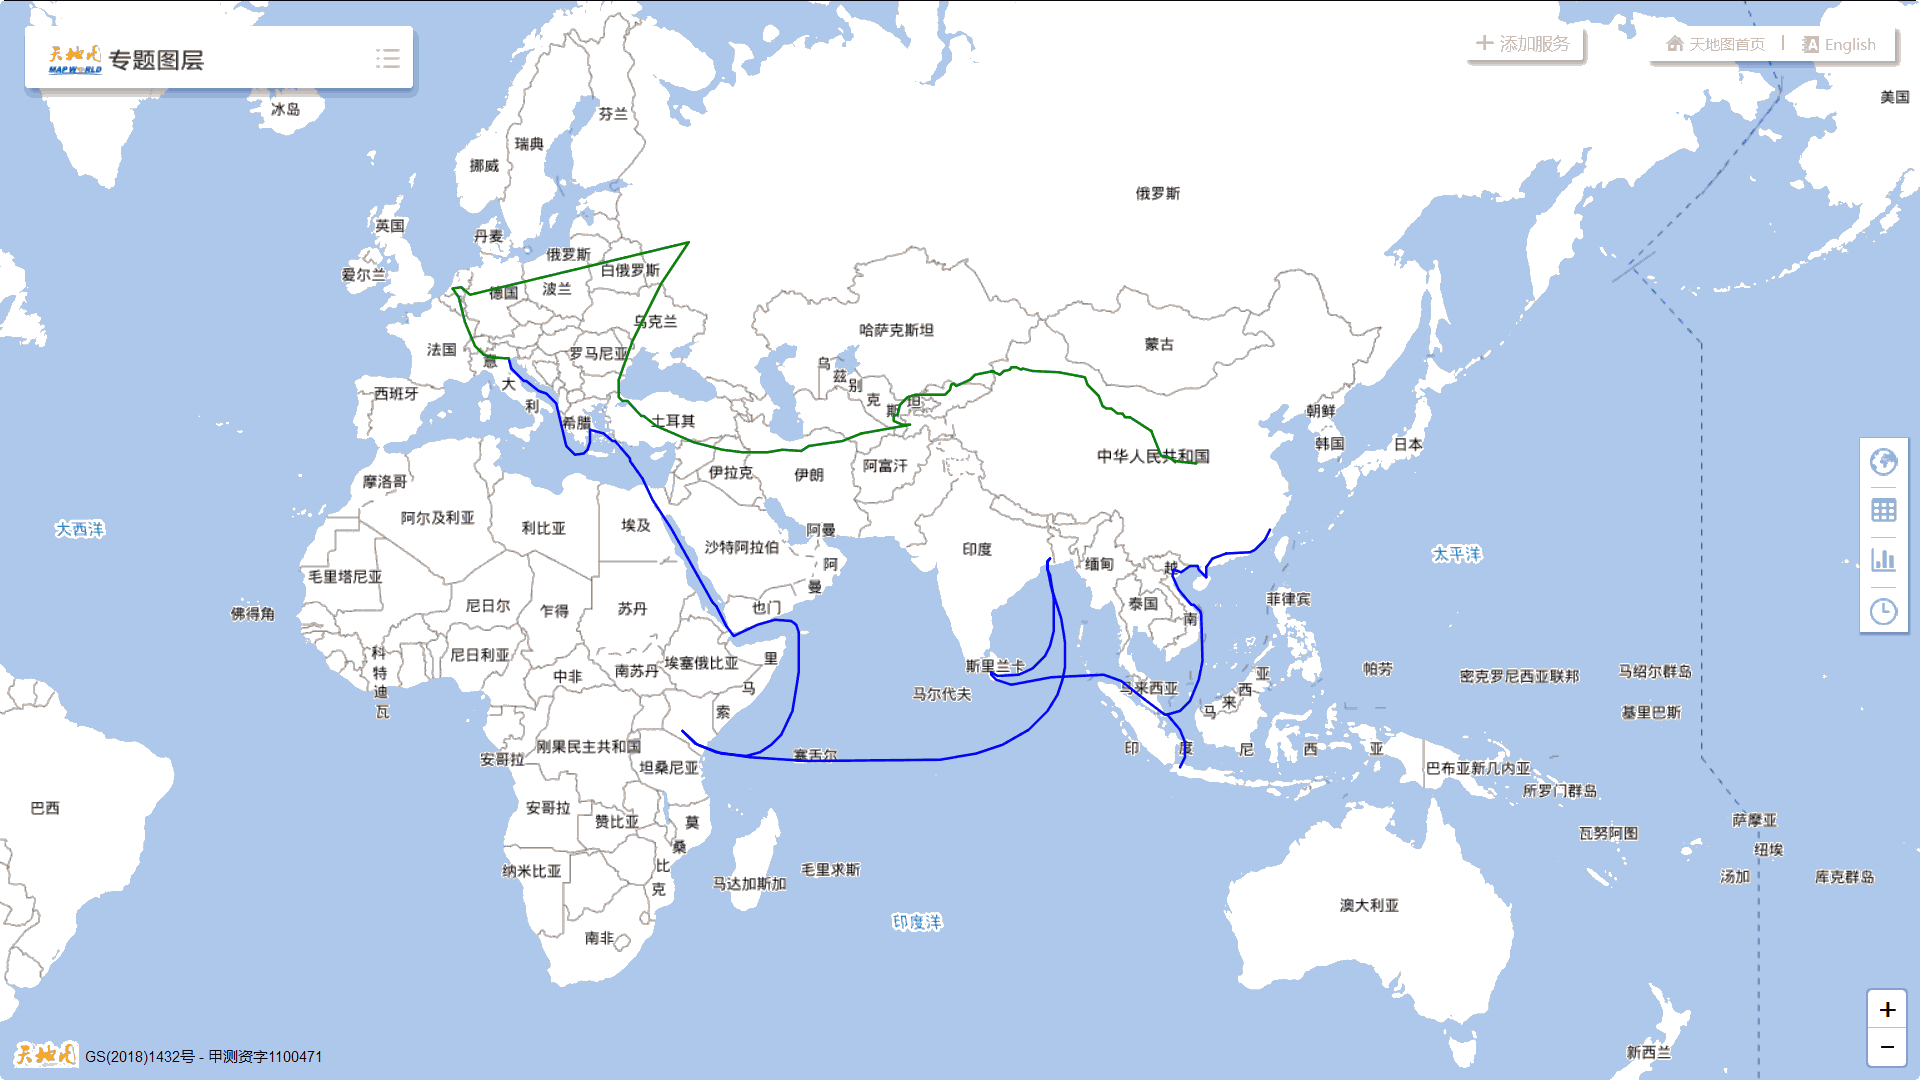 天地图
MAP WORLD
专题图层
添加服务
天地图首页
English
美国
冰岛
芬兰
瑞典
挪威
俄罗斯
英国
丹麦
俄罗斯
白俄罗斯
爱尔兰
德国
波兰
乌克兰
哈萨克斯坦
蒙古
法国
罗马尼亚
意大利
乌兹别克斯坦
西班牙
希腊
土耳其
朝鲜
韩国
日本
中华人民共和国
伊拉克
伊朗
阿富汗
摩洛哥
大西洋
阿尔及利亚
利比亚
埃及
沙特阿拉伯
阿曼
阿曼
印度
缅甸
越南
太平洋
毛里塔尼亚
佛得角
尼日尔
乍得
苏丹
也门
泰国
菲律宾
科特迪瓦
尼日利亚
中非
南苏丹
埃塞俄比亚
索马里
斯里兰卡
马尔代夫
马来西亚
马来西亚
帕劳
密克罗尼西亚联邦
马绍尔群岛
基里巴斯
安哥拉
刚果民主共和国
坦桑尼亚
塞舌尔
印度尼西亚
巴布亚新几内亚
所罗门群岛
巴西
安哥拉
赞比亚
莫桑比克
瓦努阿图
萨摩亚
纽埃
纳米比亚
马达加斯加
毛里求斯
汤加
库克群岛
南非
印度洋
澳大利亚
新西兰
天地图
GS(2018)1432号 - 甲测资字1100471
+
−